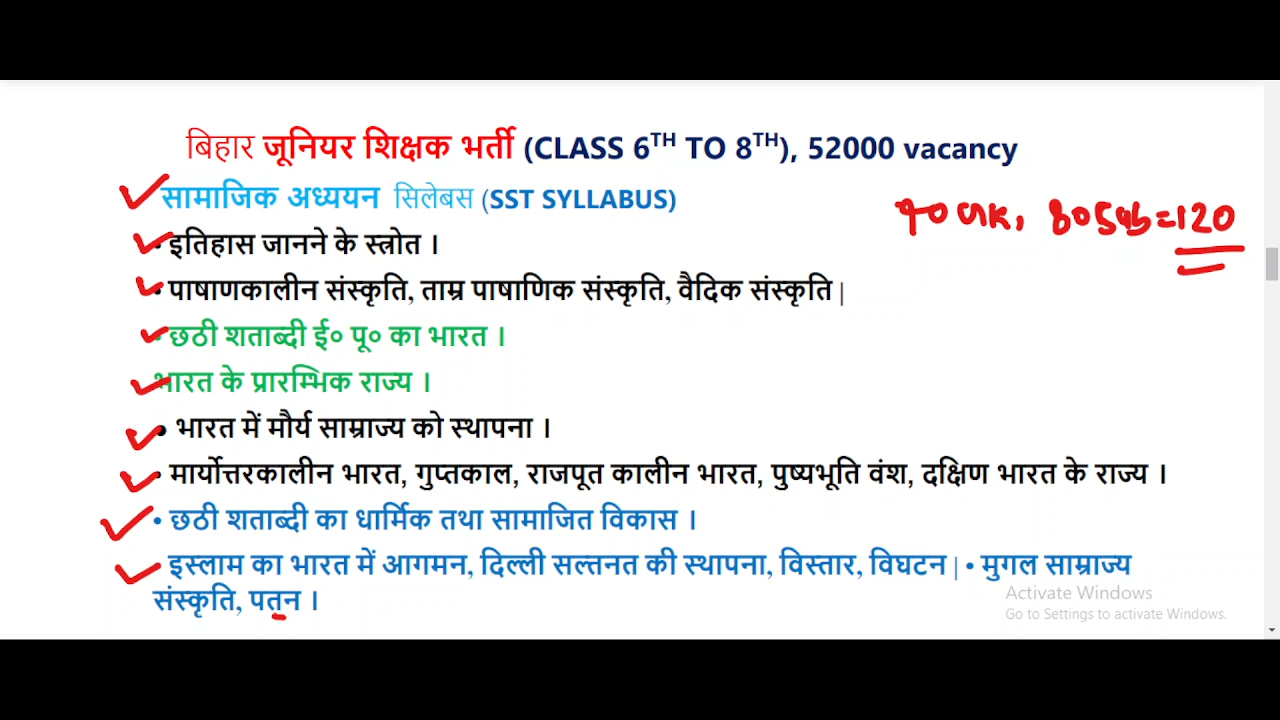 बिहार जूनियर शिक्षक भर्ती (CLASS 6TH TO 8TH), 52000 vacancy
सामाजिक अध्ययन सिलेबस (SST SYLLABUS)
40 GK, 80 Sub = 120
• इतिहास जानने के स्त्रोत ।
• पाषाणकालीन संस्कृति, ताम्र पाषाणिक संस्कृति, वैदिक संस्कृति |
• छठी शताब्दी ई० पू० का भारत ।
भारत के प्रारम्भिक राज्य ।
• भारत में मौर्य साम्राज्य को स्थापना ।
• मार्योत्तरकालीन भारत, गुप्तकाल, राजपूत कालीन भारत, पुष्यभूति वंश, दक्षिण भारत के राज्य ।
• छठी शताब्दी का धार्मिक तथा सामाजित विकास ।
• इस्लाम का भारत में आगमन, दिल्ली सल्तनत की स्थापना, विस्तार, विघटन | • मुगल साम्राज्य
संस्कृति, पतन ।
Activate Windows
Go to Settings to activate Windows.